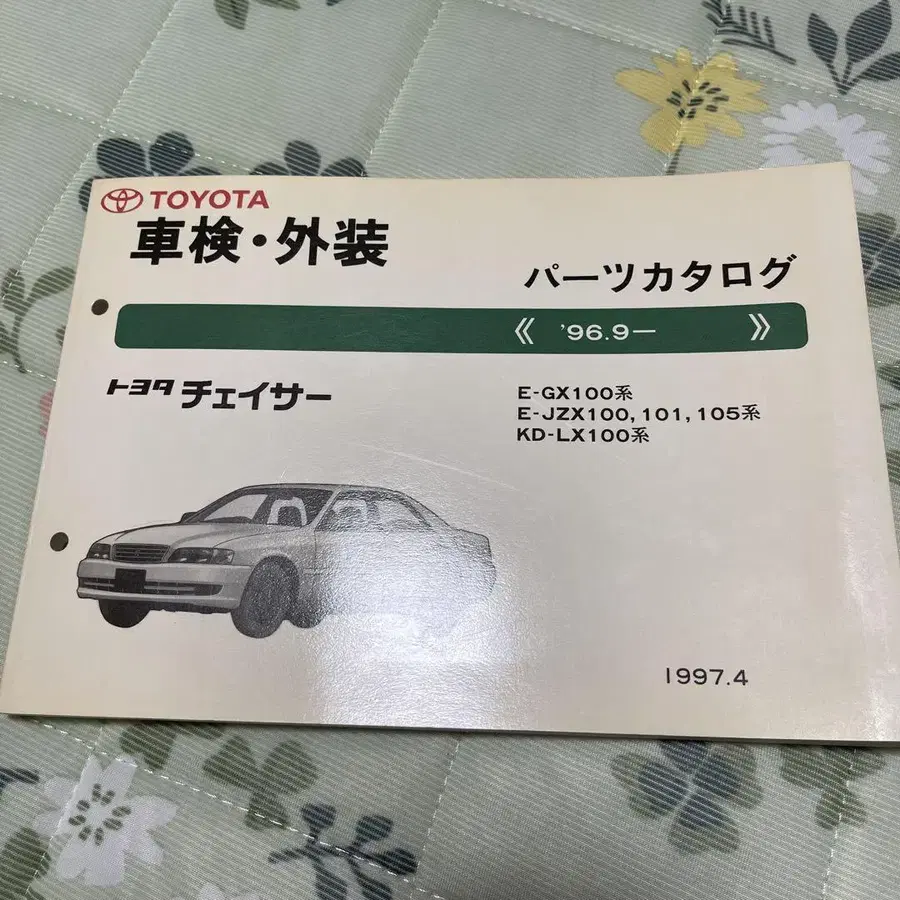 TOYOTA
車検・外装
パーツカタログ
《 '96.9— 》
トヨタ チェイサー
E-GX100系
E-JZX100,101,105系
KD-LX100系
1997.4